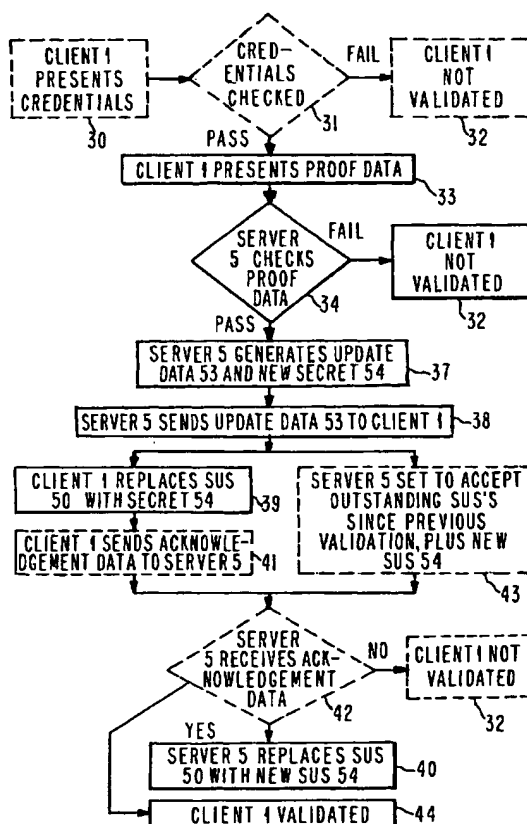 CLIENT 1
PRESENTS
CREDENTIALS
30
CRED-
ENTIALS
CHECKED
31
FAIL
CLIENT 1
NOT
VALIDATED
32
PASS
CLIENT 1 PRESENTS PROOF DATA
33
SERVER
5 CHECKS
PROOF
DATA
34
FAIL
CLIENT 1
NOT
VALIDATED
32
PASS
SERVER 5 GENERATES UPDATE
DATA 53 AND NEW SECRET 54
37
SERVER 5 SENDS UPDATE DATA 53 TO CLIENT 1
38
CLIENT 1 REPLACES SUS
50 WITH SECRET 54
39
CLIENT 1 SENDS ACKNOWLE-
DGEMENT DATA TO SERVER 5
41
SERVER 5 SET TO ACCEPT
OUTSTANDING SUS'S
SINCE PREVIOUS
VALIDATION, PLUS NEW
SUS 54
43
SERVER
5 RECEIVES ACK-
NOWLEDGEMENT
DATA
42
NO
CLIENT 1 NOT
VALIDATED
32
YES
SERVER 5 REPLACES SUS
50 WITH NEW SUS 54
40
CLIENT 1 VALIDATED
44